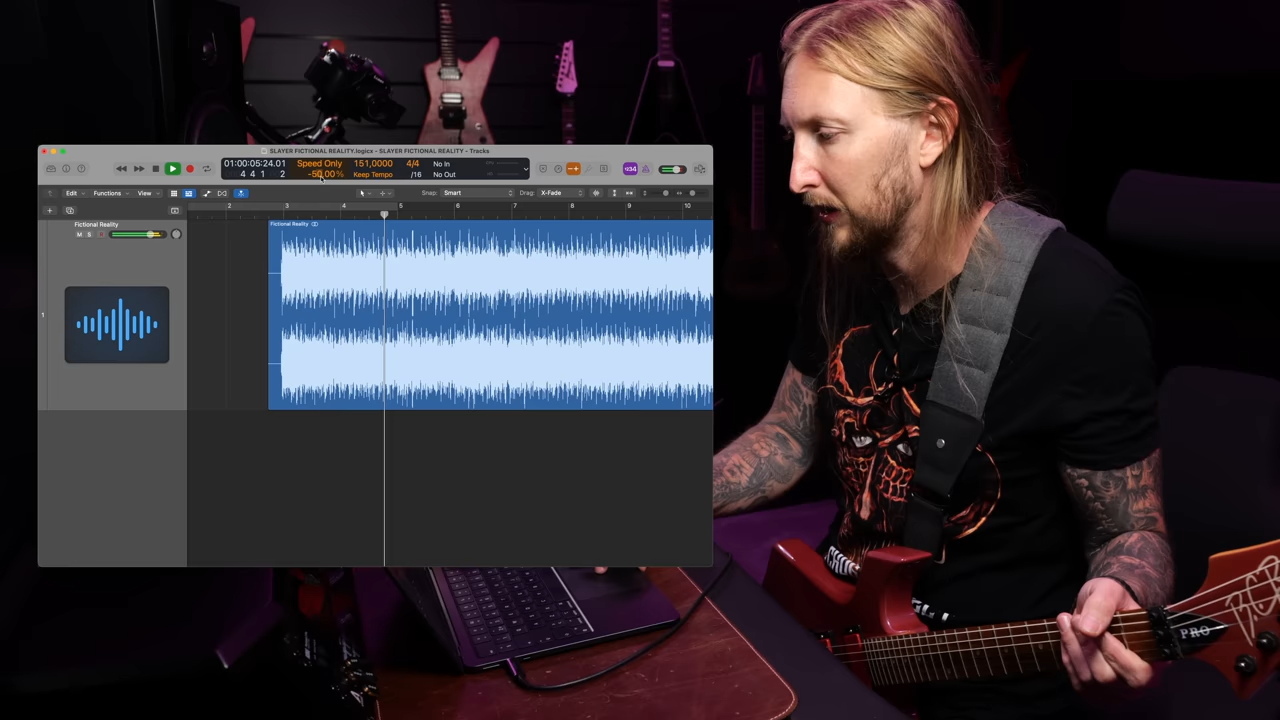 SLAYER FICTIONAL REALITY.logicx - SLAYER FICTIONAL REALITY - Tracks
01:00:05:24.01 Speed Only 151,0000 4/4 No In
4 4 1 2 -50,00% Keep Tempo /16 No Out
1234
Edit Functions View Snap: Smart Drag: X-Fade
2 3 4 5 6 7 8 9 10
Fictional Reality
Fictional Reality
M S R
1
PRO